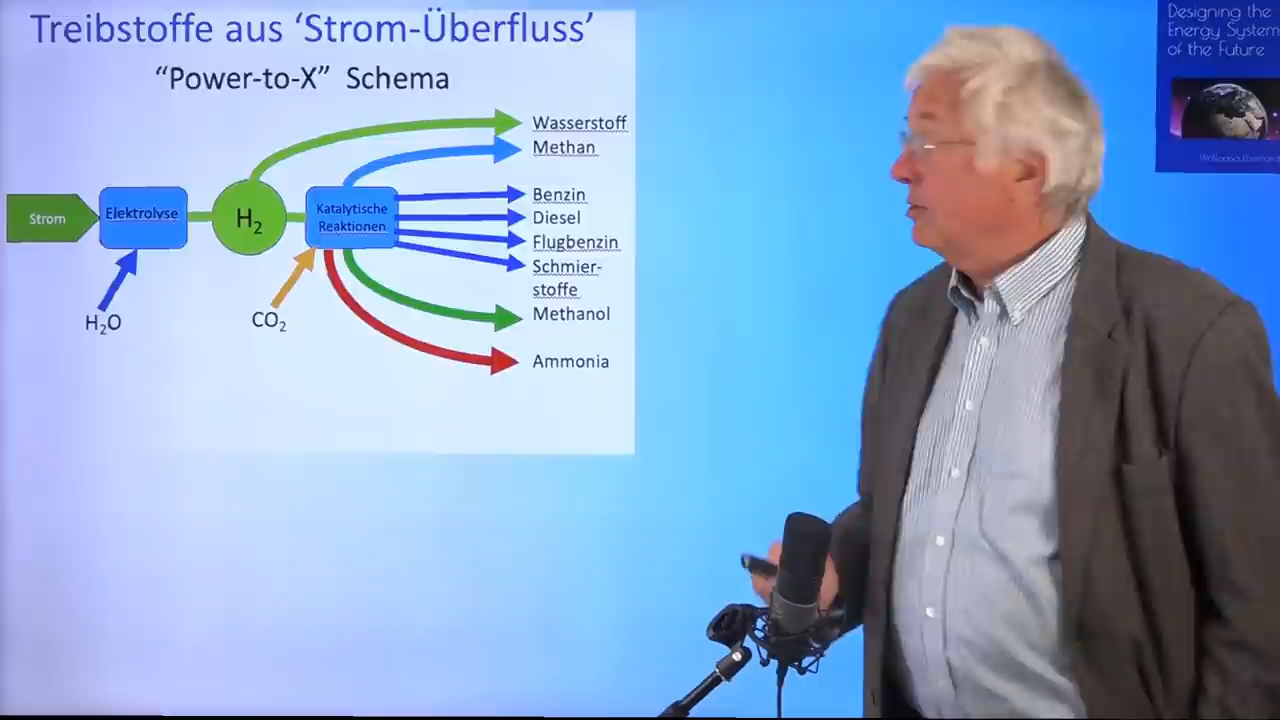 Treibstoffe aus ‘Strom-Überfluss’
“Power-to-X” Schema
Wasserstoff
Methan
Strom
Elektrolyse
H₂
Katalytische
Reaktionen
Benzin
Diesel
Flugbenzin
Schmier-
stoffe
Methanol
Ammonia
H₂O
CO₂
Designing the
Energy System
of the Future